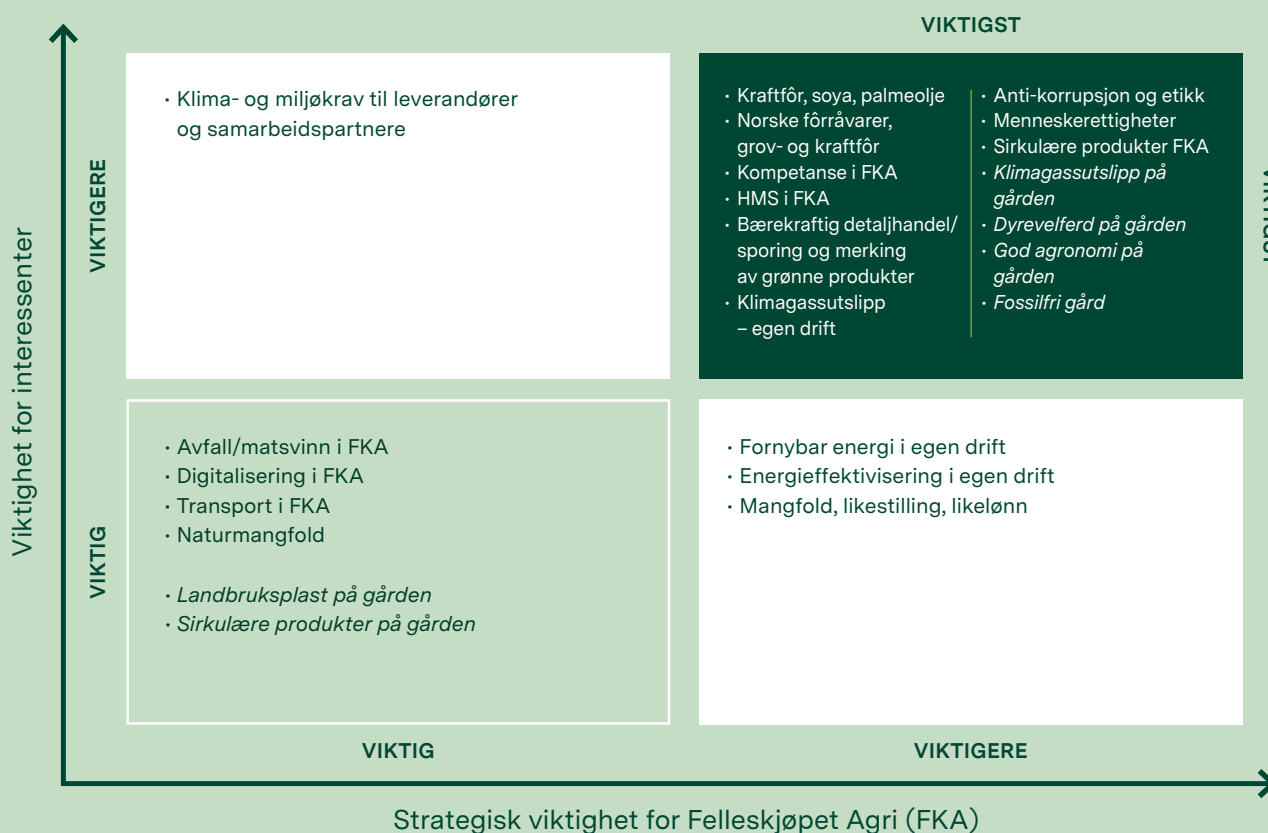 VIKTIGST
Viktighet for interessenter
VIKTIGERE
· Klima- og miljøkrav til leverandører
og samarbeidspartnere
· Kraftfôr, soya, palmeolje
· Norske fôrråvarer,
grov- og kraftfôr
· Kompetanse i FKA
· HMS i FKA
· Bærekraftig detaljhandel/
sporing og merking
av grønne produkter
· Klimagassutslipp
– egen drift
· Anti-korrupsjon og etikk
· Menneskerettigheter
· Sirkulære produkter FKA
· Klimagassutslipp på
gården
· Dyrevelferd på gården
· God agronomi på
gården
· Fossilfri gård
VIKTIG
· Avfall/matsvinn i FKA
· Digitalisering i FKA
· Transport i FKA
· Naturmangfold
· Landbruksplast på gården
· Sirkulære produkter på gården
· Fornybar energi i egen drift
· Energieffektivisering i egen drift
· Mangfold, likestilling, likelønn
VIKTIG
VIKTIGERE
Strategisk viktighet for Felleskjøpet Agri (FKA)